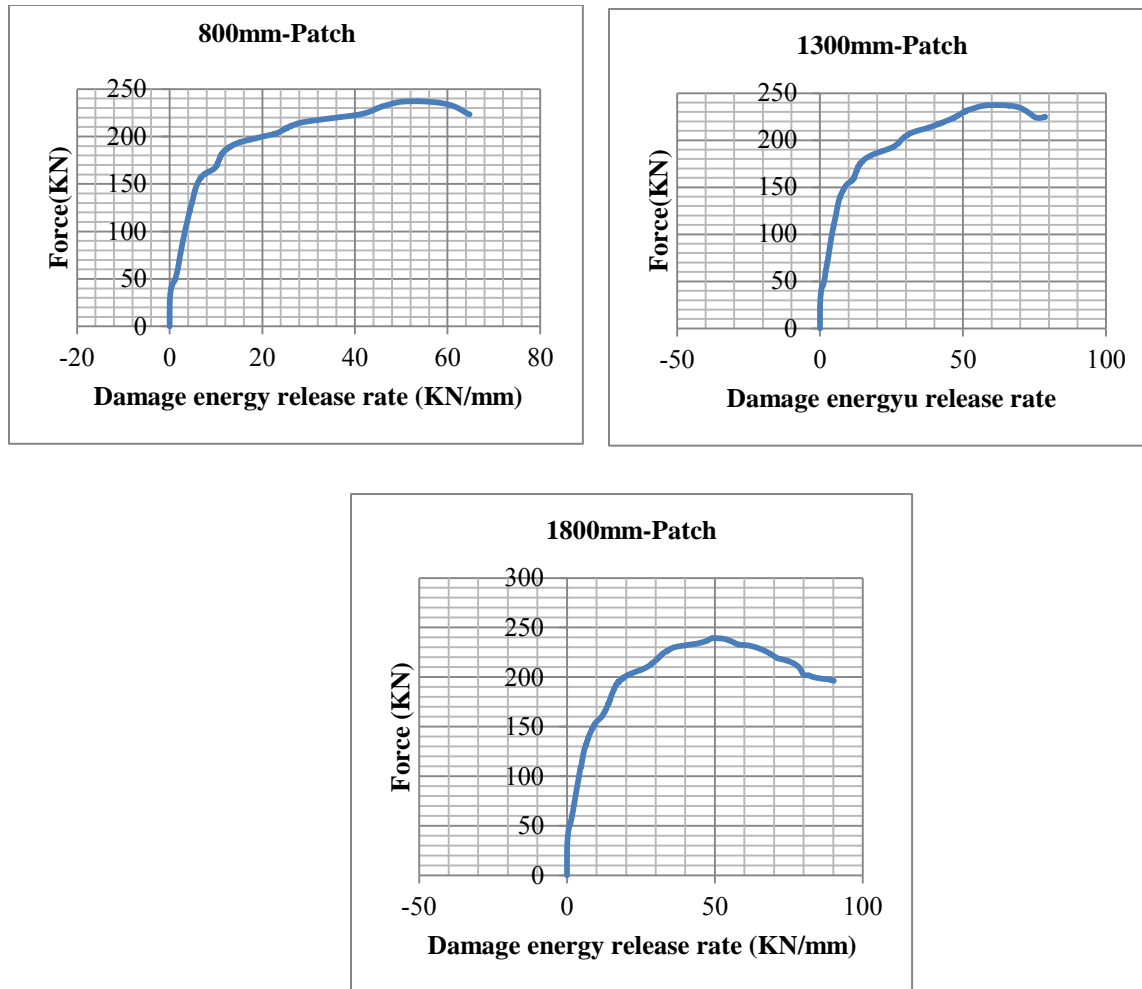 800mm-Patch
250
200
150
100
50
0
-20 0 20 40 60 80
Force(KN)
Damage energy release rate (KN/mm)
1300mm-Patch
250
200
150
100
50
0
-50 0 50 100
Force(KN)
Damage energyu release rate
1800mm-Patch
300
250
200
150
100
50
0
-50 0 50 100
Force (KN)
Damage energy release rate (KN/mm)